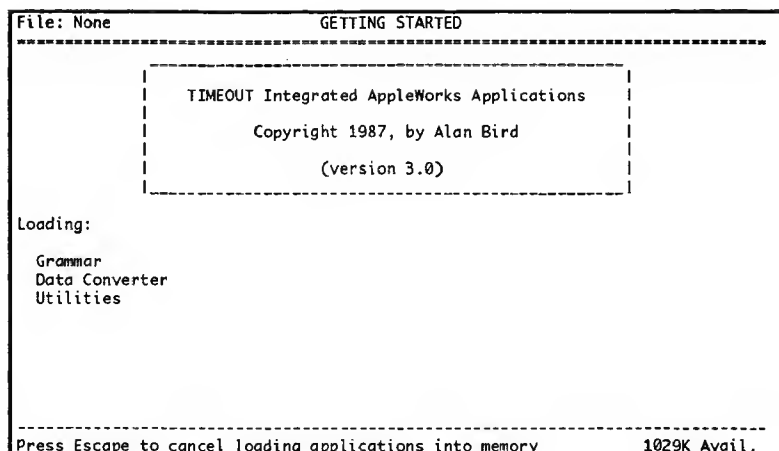 File: None GETTING STARTED
TIMEOUT Integrated AppleWorks Applications
Copyright 1987, by Alan Bird
(version 3.0)
Loading:
Grammar
Data Converter
Utilities
Press Escape to cancel loading applications into memory 1029K Avail.